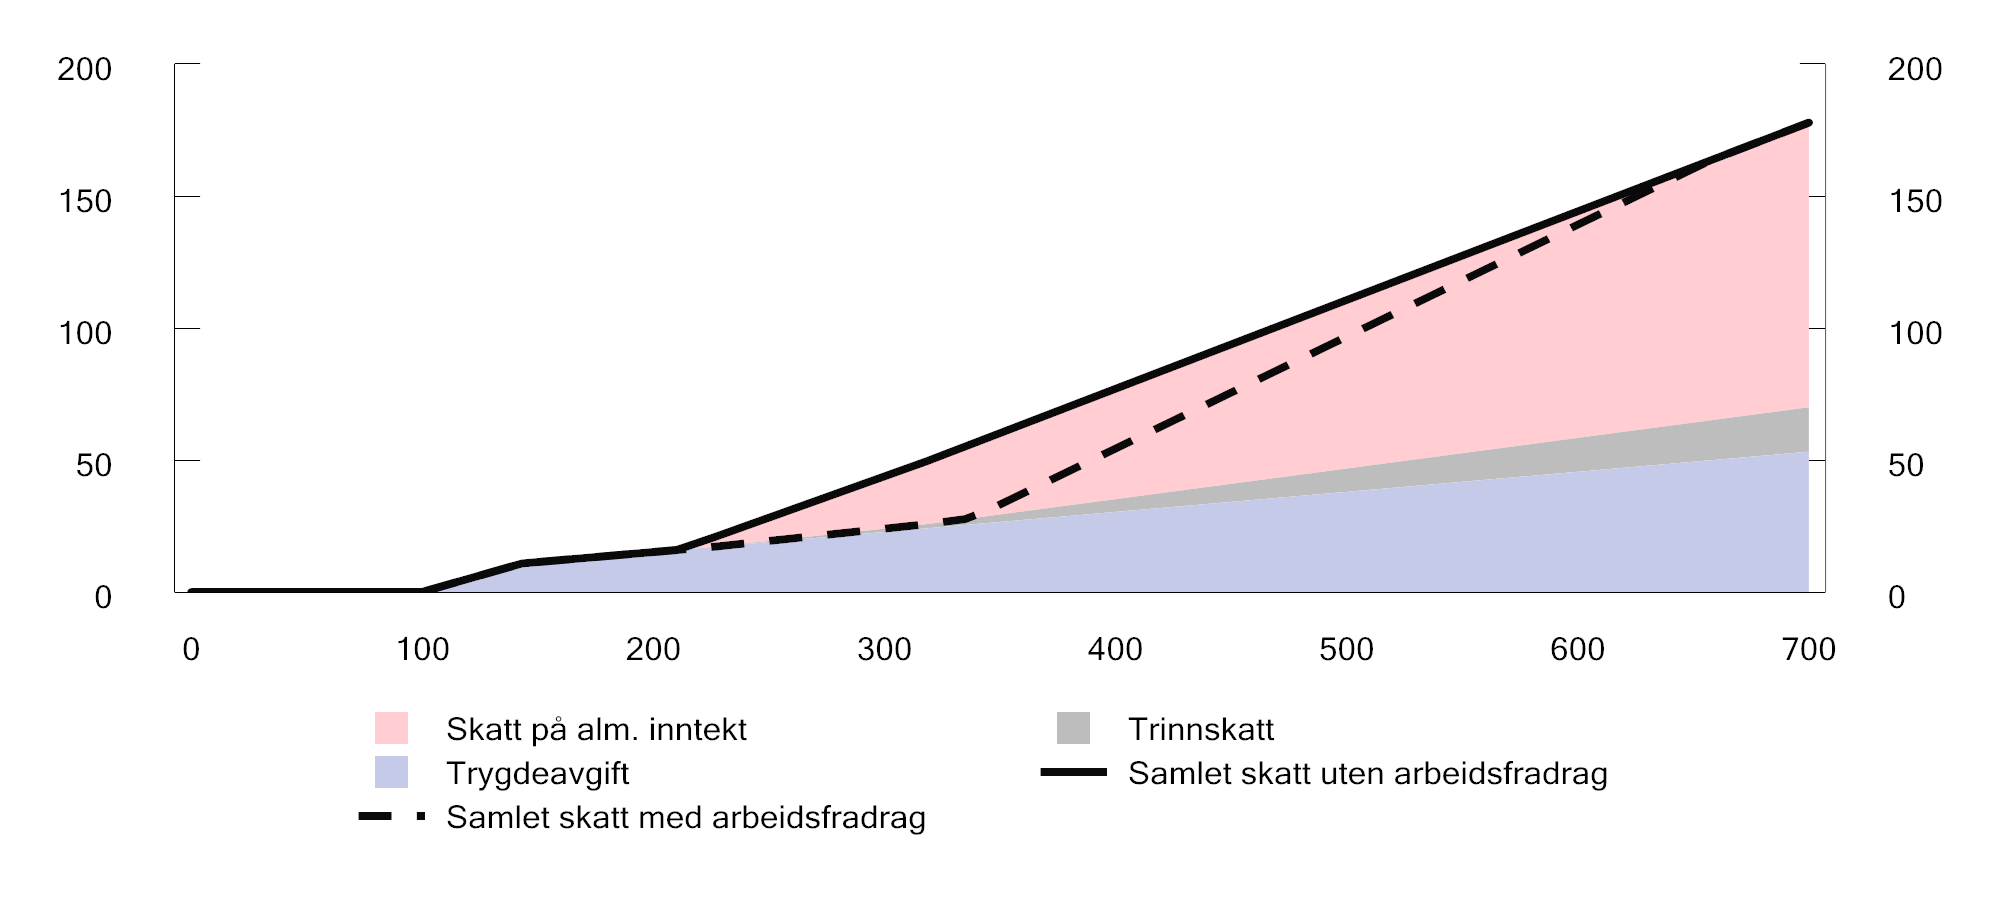 200 200
150 150
100 100
50 50
0 0
0 100 200 300 400 500 600 700
Skatt på alm. inntekt Trinnskatt
Trygdeavgift Samlet skatt uten arbeidsfradrag
Samlet skatt med arbeidsfradrag